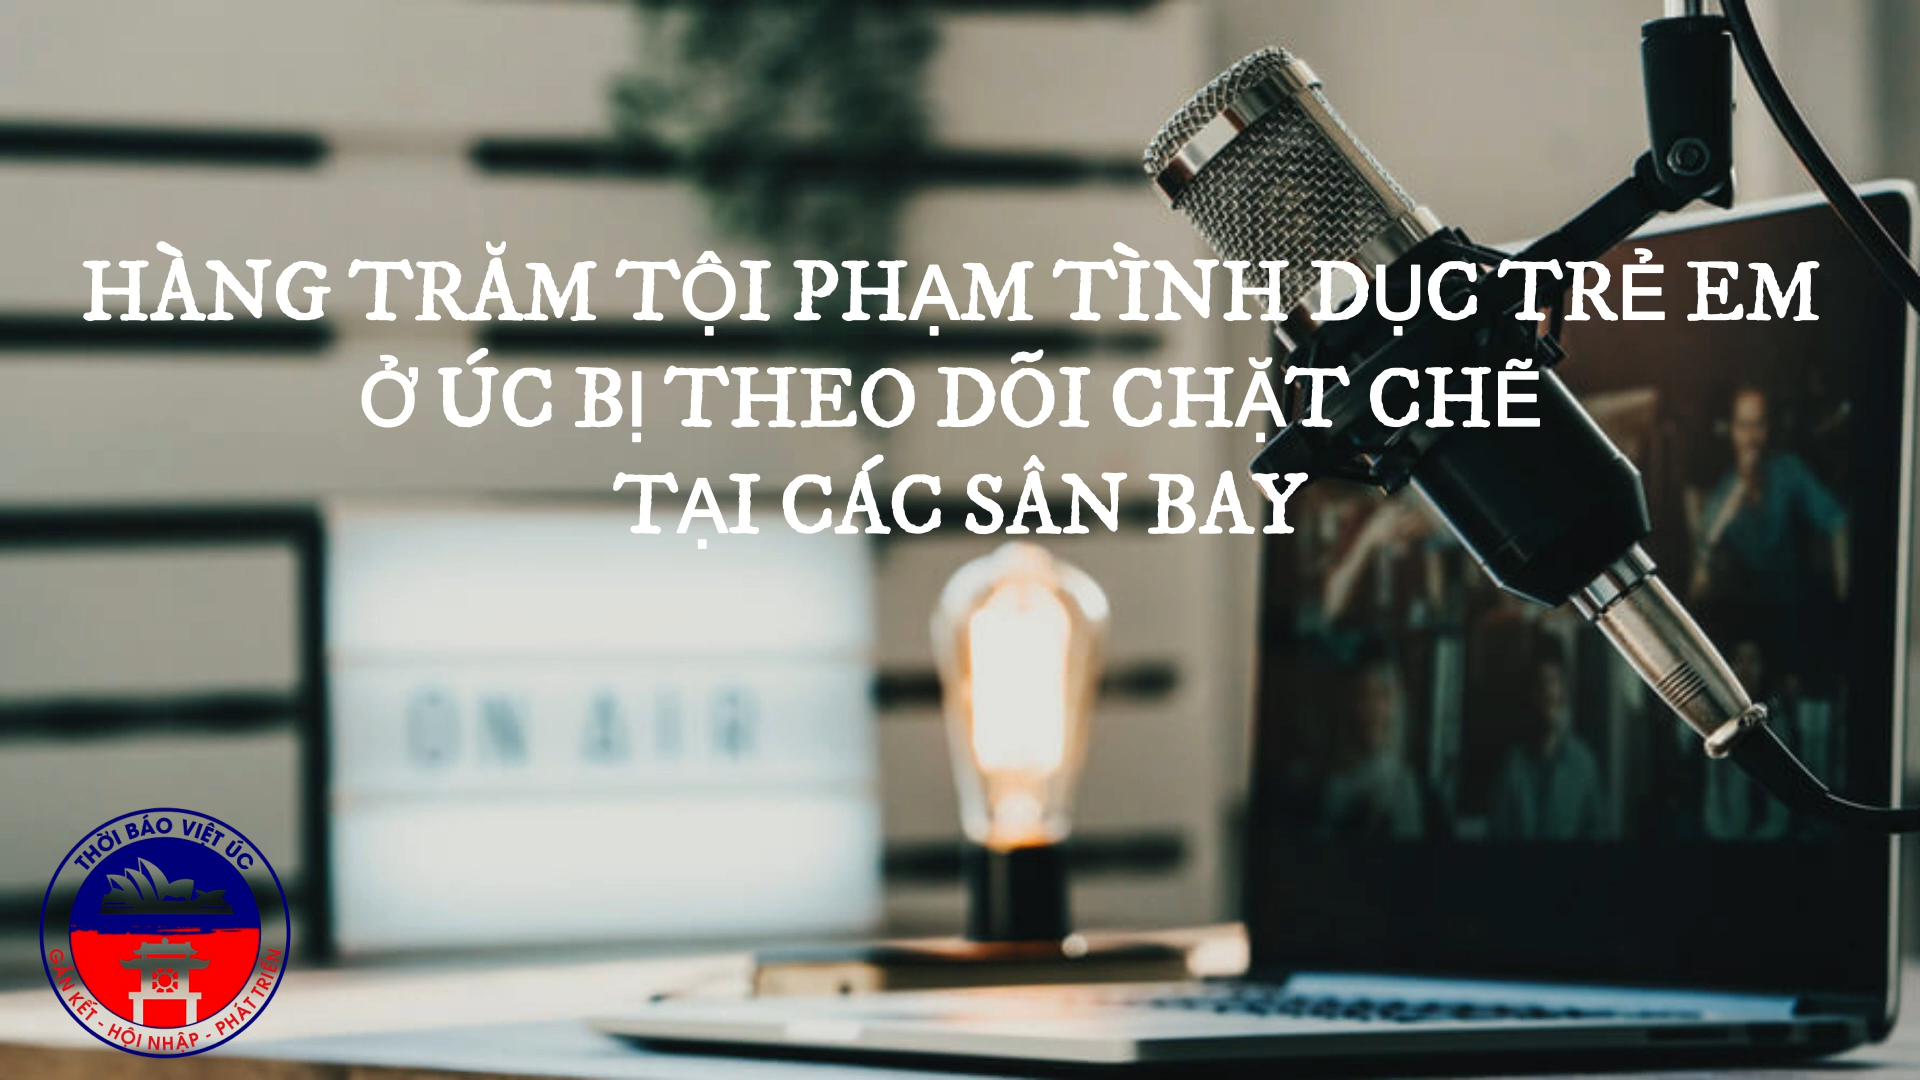 HÀNG TRĂM TỘI PHẠM TÌNH DỤC TRẺ EM
Ở ÚC BỊ THEO DÕI CHẶT CHẼ
TẠI CÁC SÂN BAY
ON AIR
THỜI BÁO VIỆT ÚC
GẮN KẾT - HỘI NHẬP - PHÁT TRIỂN